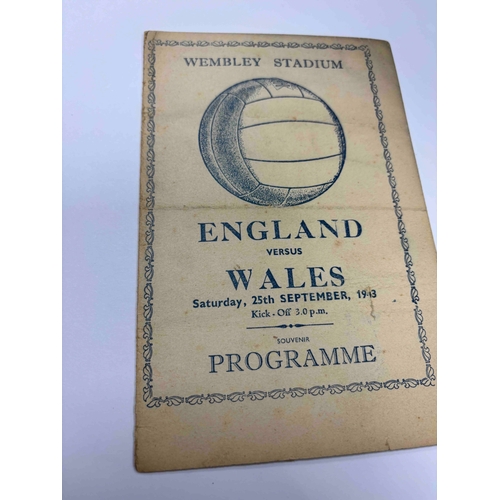 WEMBLEY STADIUM
ENGLAND
VERSUS
WALES
Saturday, 25th SEPTEMBER, 1943
Kick - Off 3.0 p.m.
SOUVENIR
PROGRAMME